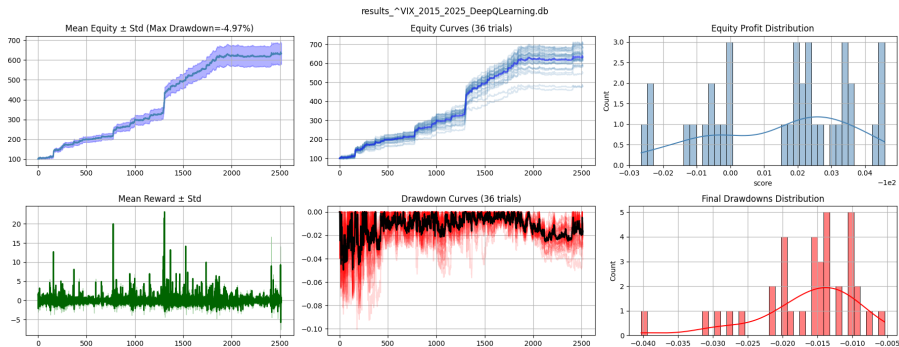 results_^VIX_2015_2025_DeepQLearning.db
Mean Equity ± Std (Max Drawdown=-4.97%)
700
600
500
400
300
200
100
0 500 1000 1500 2000 2500
Equity Curves (36 trials)
700
600
500
400
300
200
100
0 500 1000 1500 2000 2500
Equity Profit Distribution
Count
3.0
2.5
2.0
1.5
1.0
0.5
0.0
−0.03 −0.02 −0.01 0.00 0.01 0.02 0.03 0.04
score
−1e2
Mean Reward ± Std
20
15
10
5
0
−5
0 500 1000 1500 2000 2500
Drawdown Curves (36 trials)
0.00
−0.02
−0.04
−0.06
−0.08
−0.10
0 500 1000 1500 2000 2500
Final Drawdowns Distribution
Count
5
4
3
2
1
0
−0.040 −0.035 −0.030 −0.025 −0.020 −0.015 −0.010 −0.005